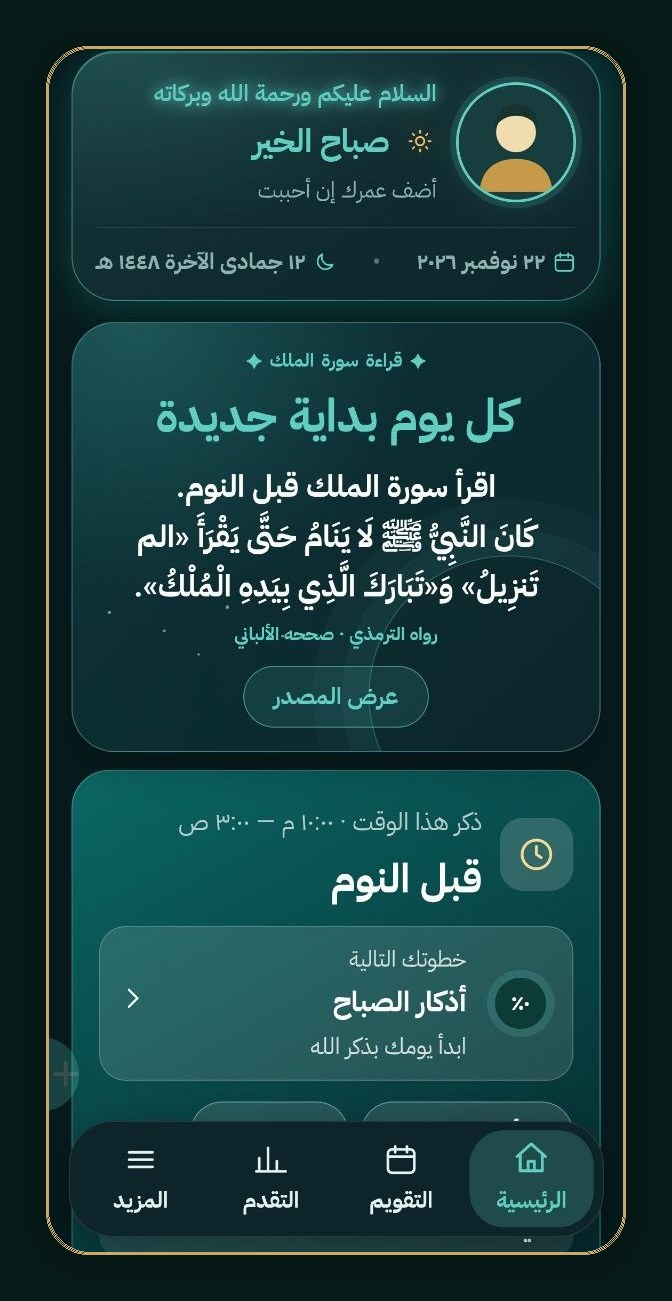 السلام عليكم ورحمة الله وبركاته
صباح الخير
أضف عمرك إن أحببت
٢٢ نوفمبر ٢٠٢٦ • ١٢ جمادى الآخرة ١٤٤٨ هـ
✦ قراءة سورة الملك ✦
كل يوم بداية جديدة
اقرأ سورة الملك قبل النوم.
كَانَ النَّبِيُّ ﷺ لَا يَنَامُ حَتَّى يَقْرَأَ «الم
تَنزِيلُ» وَ«تَبَارَكَ الَّذِي بِيَدِهِ الْمُلْكُ».
رواه الترمذي · صححه الألباني
عرض المصدر
ذكر هذا الوقت · ١٠:٠٠ م — ٣:٠٠ ص
قبل النوم
خطوتك التالية
٠٪
أذكار الصباح
ابدأ يومك بذكر الله
+
الرئيسية
التقويم
التقدم
المزيد